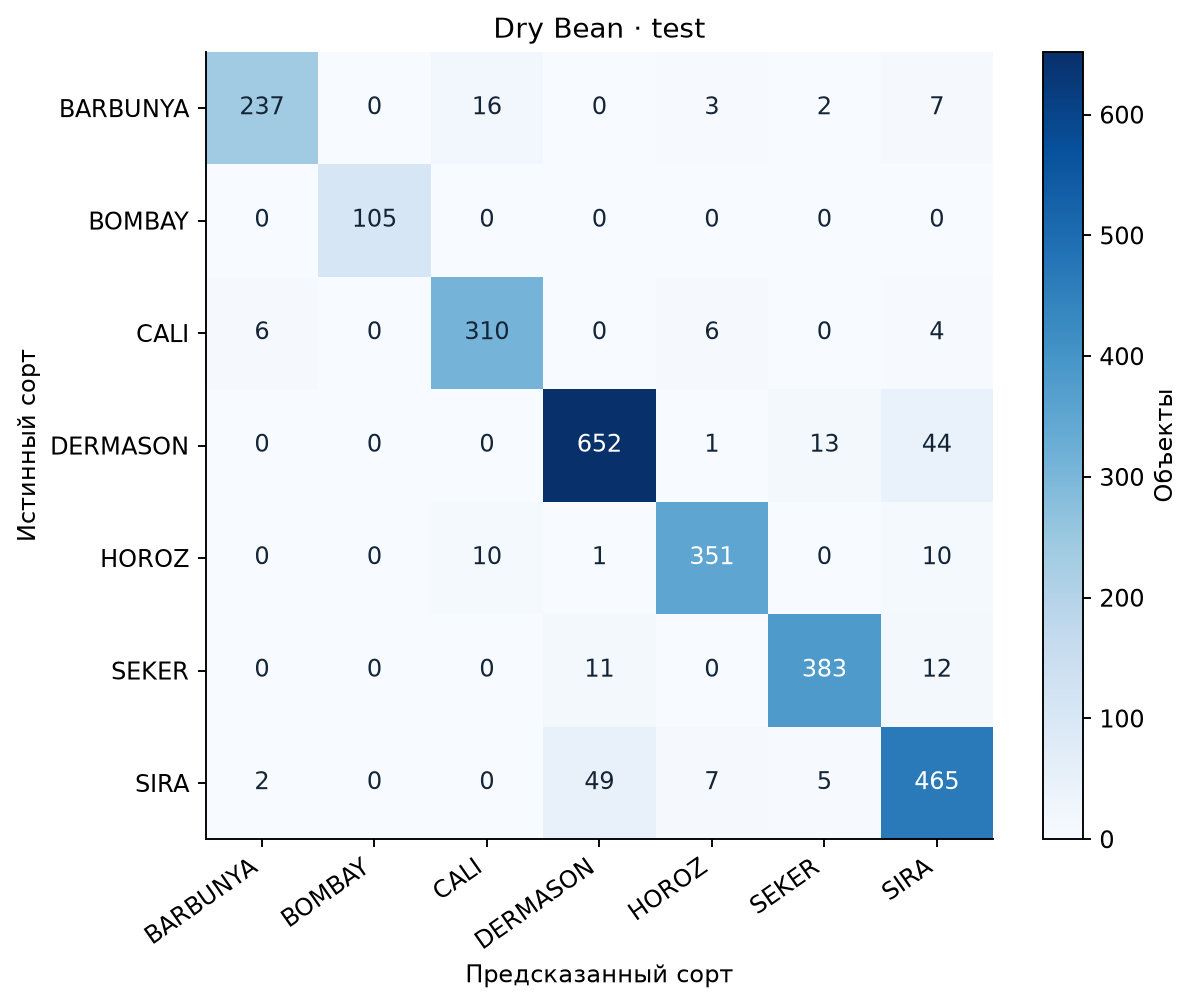 Dry Bean · test
BARBUNYA 237 0 16 0 3 2 7
BOMBAY 0 105 0 0 0 0 0
CALI 6 0 310 0 6 0 4
DERMASON 0 0 0 652 1 13 44
HOROZ 0 0 10 1 351 0 10
SEKER 0 0 0 11 0 383 12
SIRA 2 0 0 49 7 5 465
BARBUNYA BOMBAY CALI DERMASON HOROZ SEKER SIRA
Предсказанный сорт
Истинный сорт
600
500
400
300
200
100
0
Объекты